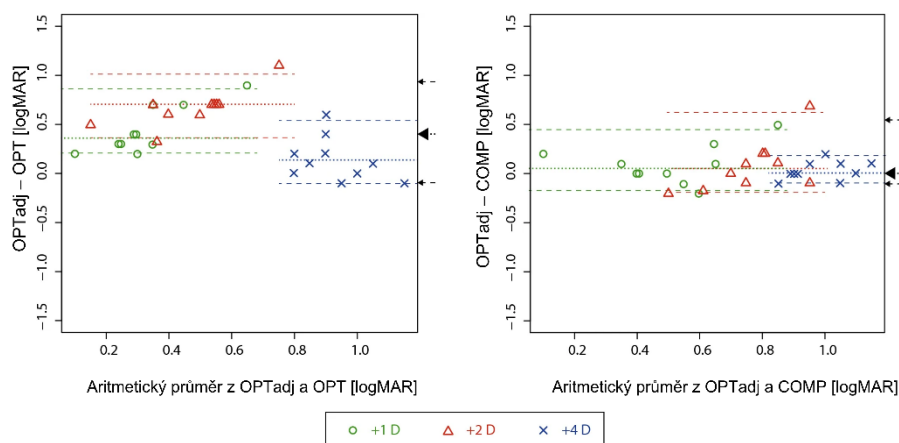 OPTadj – OPT [logMAR]
1.5
1.0
0.5
0.0
−0.5
−1.0
−1.5
0.2 0.4 0.6 0.8 1.0
Aritmetický průměr z OPTadj a OPT [logMAR]
OPTadj – COMP [logMAR]
1.5
1.0
0.5
0.0
−0.5
−1.0
−1.5
0.2 0.4 0.6 0.8 1.0
Aritmetický průměr z OPTadj a COMP [logMAR]
+1 D +2 D +4 D